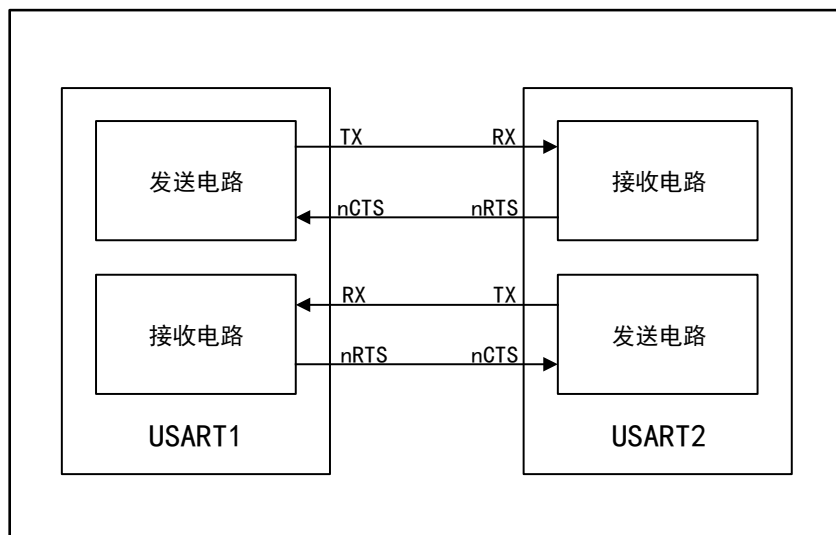 TX RX
发送电路 接收电路
nCTS nRTS
RX TX
接收电路 发送电路
nRTS nCTS
USART1 USART2